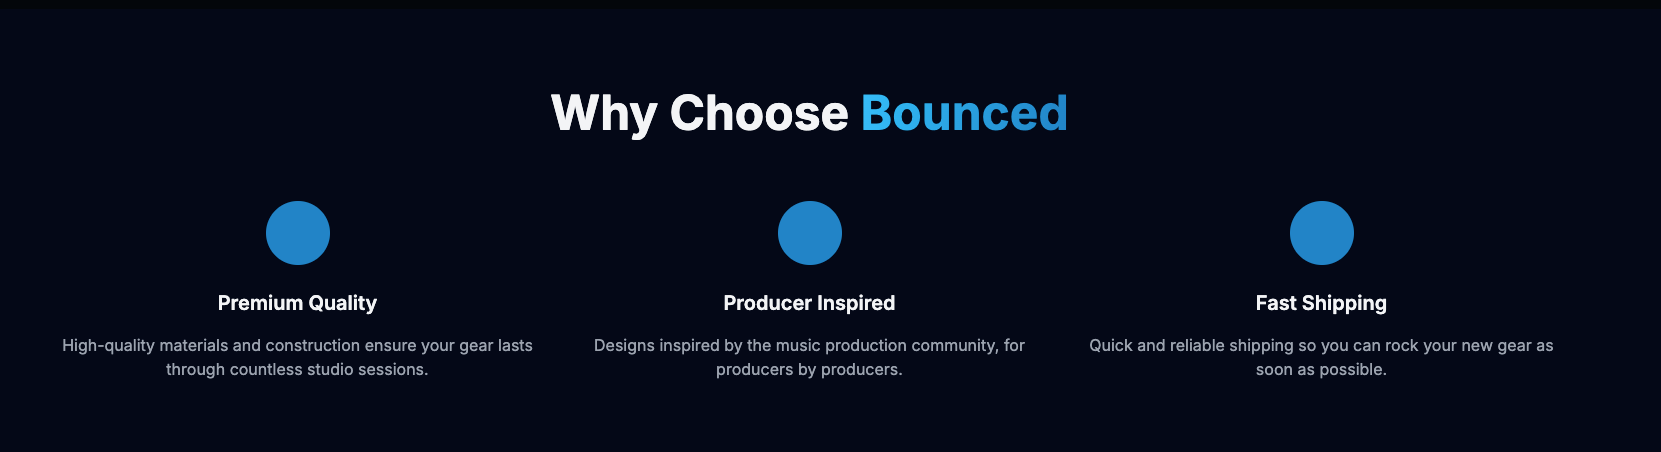 Why Choose Bounced
Premium Quality
High-quality materials and construction ensure your gear lasts
through countless studio sessions.
Producer Inspired
Designs inspired by the music production community, for
producers by producers.
Fast Shipping
Quick and reliable shipping so you can rock your new gear as
soon as possible.